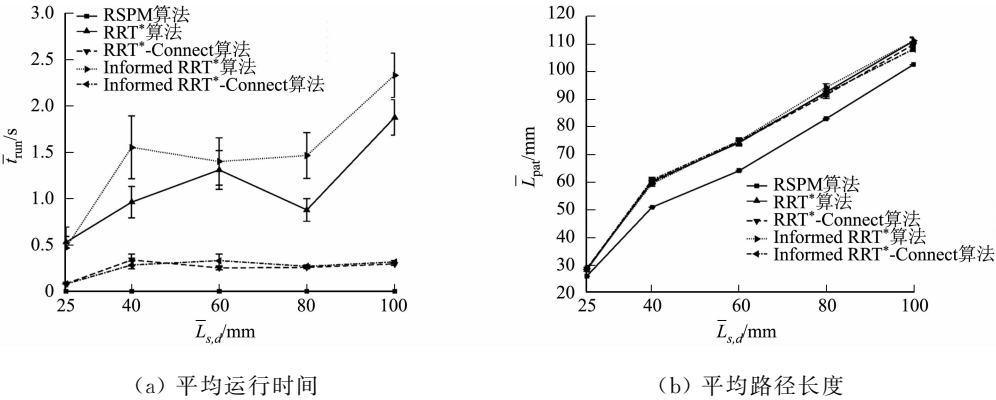 3.0
2.5
2.0
1.5
1.0
0.5
0
t̄run/s
RSPM算法
RRT*算法
RRT*-Connect算法
Informed RRT*算法
Informed RRT*-Connect算法
25 40 60 80 100
L̄s,d/mm
(a) 平均运行时间
120
110
100
90
80
70
60
50
40
30
20
L̄pat/mm
RSPM算法
RRT*算法
RRT*-Connect算法
Informed RRT*算法
Informed RRT*-Connect算法
25 40 60 80 100
L̄s,d/mm
(b) 平均路径长度